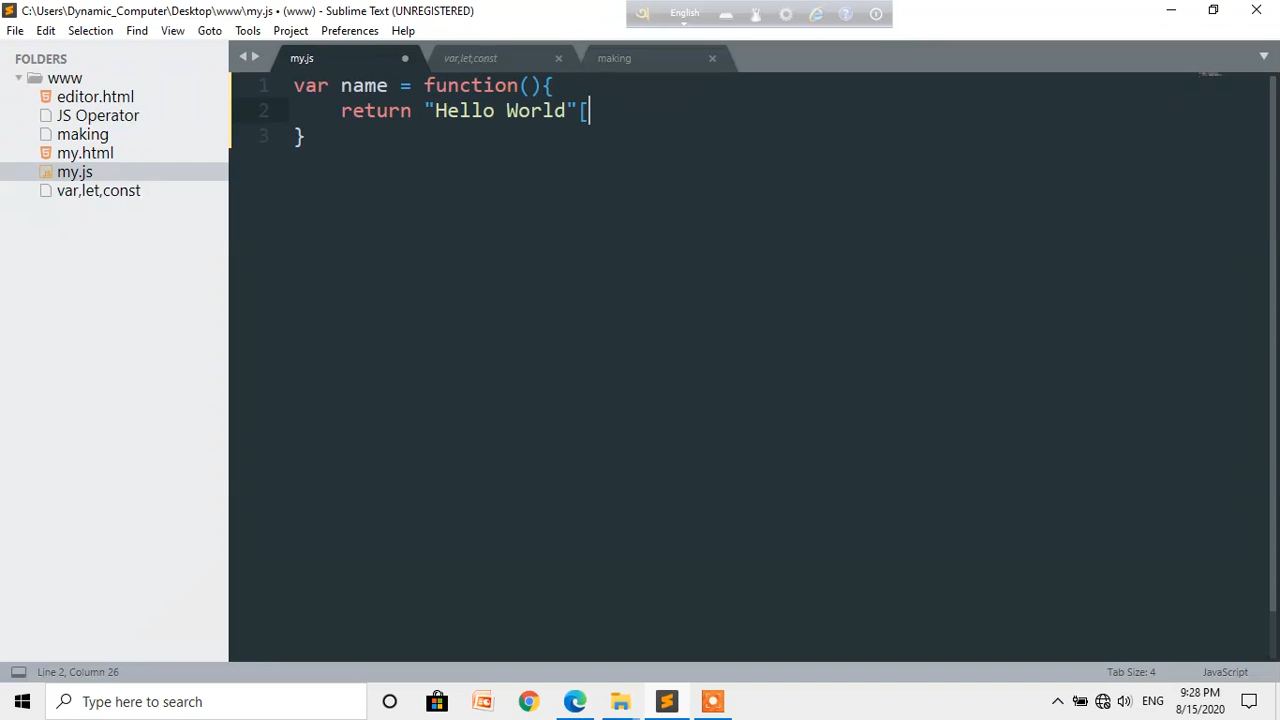 C:\Users\Dynamic_Computer\Desktop\www\my.js • (www) - Sublime Text (UNREGISTERED)
অ English
File Edit Selection Find View Goto Tools Project Preferences Help
FOLDERS
www
editor.html
JS Operator
making
my.html
my.js
var,let,const
my.js var,let,const making
1 var name = function(){
2 return "Hello World"[
3 }
Line 2, Column 26 Tab Size: 4 JavaScript
Type here to search
ENG
9:28 PM
8/15/2020